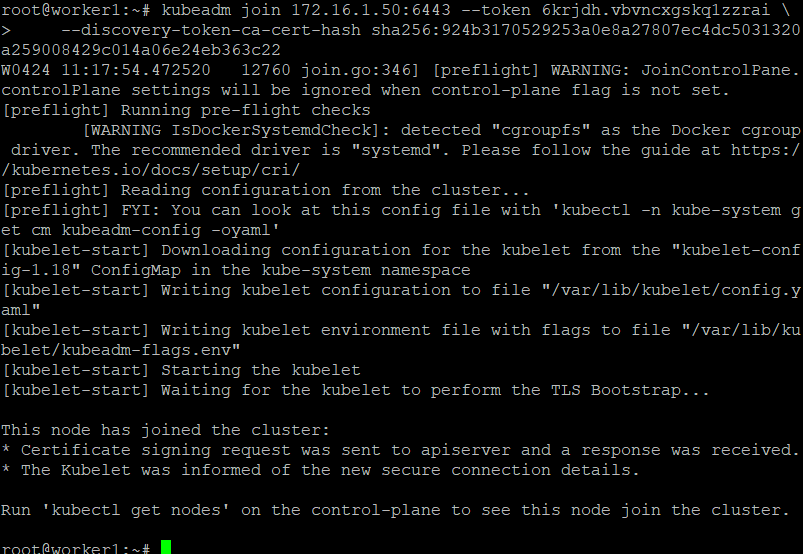 root@worker1:~# kubeadm join 172.16.1.50:6443 --token 6krjdh.vbvncxgskq1zzrai \
>     --discovery-token-ca-cert-hash sha256:924b3170529253a0e8a27807ec4dc5031320
a259008429c014a06e24eb363c22
W0424 11:17:54.472520   12760 join.go:346] [preflight] WARNING: JoinControlPane.
controlPlane settings will be ignored when control-plane flag is not set.
[preflight] Running pre-flight checks
        [WARNING IsDockerSystemdCheck]: detected "cgroupfs" as the Docker cgroup
 driver. The recommended driver is "systemd". Please follow the guide at https:/
/kubernetes.io/docs/setup/cri/
[preflight] Reading configuration from the cluster...
[preflight] FYI: You can look at this config file with 'kubectl -n kube-system g
et cm kubeadm-config -oyaml'
[kubelet-start] Downloading configuration for the kubelet from the "kubelet-conf
ig-1.18" ConfigMap in the kube-system namespace
[kubelet-start] Writing kubelet configuration to file "/var/lib/kubelet/config.y
aml"
[kubelet-start] Writing kubelet environment file with flags to file "/var/lib/ku
belet/kubeadm-flags.env"
[kubelet-start] Starting the kubelet
[kubelet-start] Waiting for the kubelet to perform the TLS Bootstrap...

This node has joined the cluster:
* Certificate signing request was sent to apiserver and a response was received.
* The Kubelet was informed of the new secure connection details.

Run 'kubectl get nodes' on the control-plane to see this node join the cluster.

root@worker1:~#